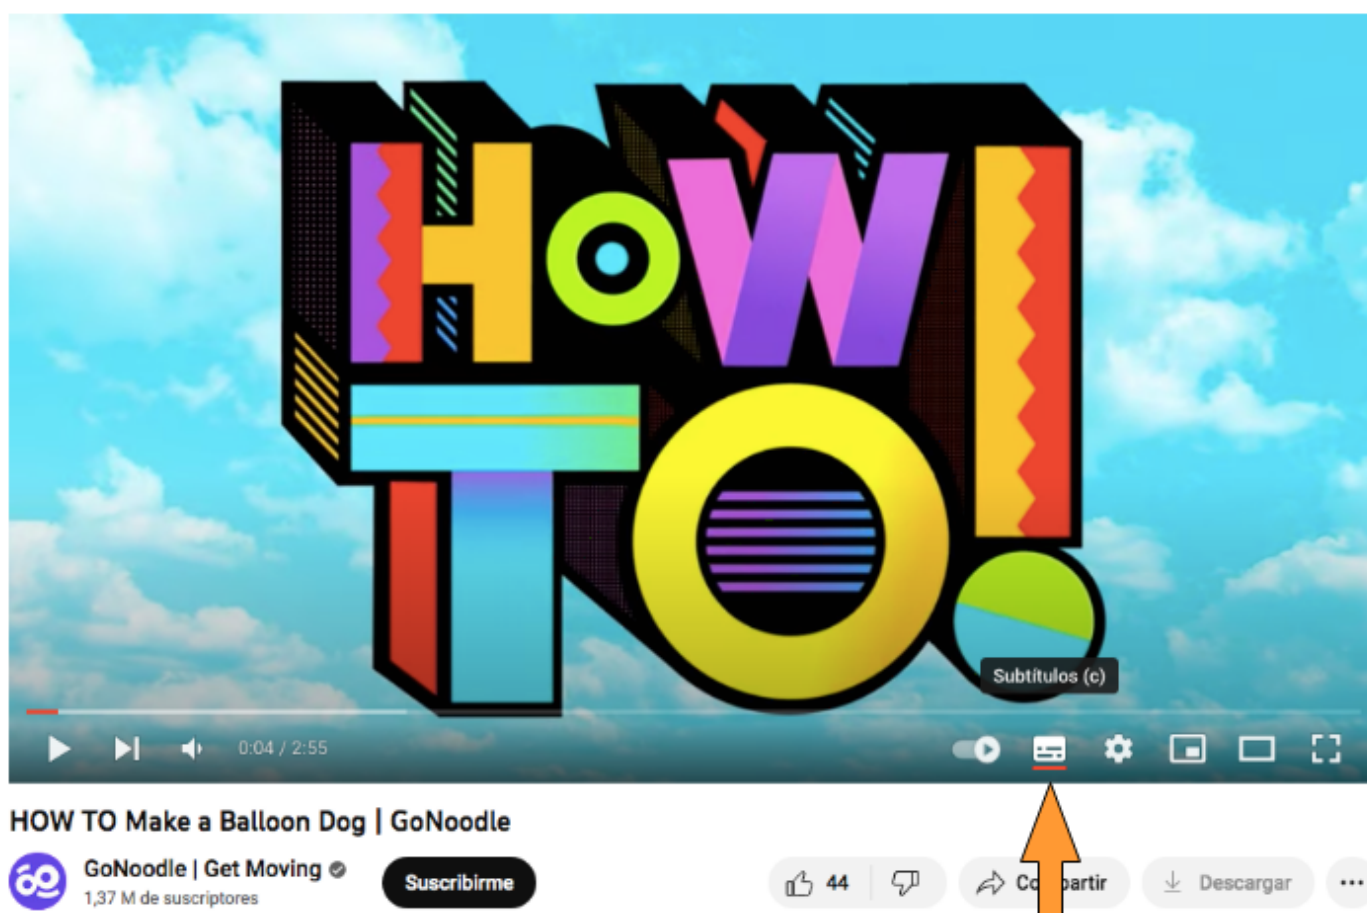 HOW
TO!
Subtítulos (c)
0:04 / 2:55
HOW TO Make a Balloon Dog | GoNoodle
GoNoodle | Get Moving
1,37 M de suscriptores
Suscribirme
44
Descargar